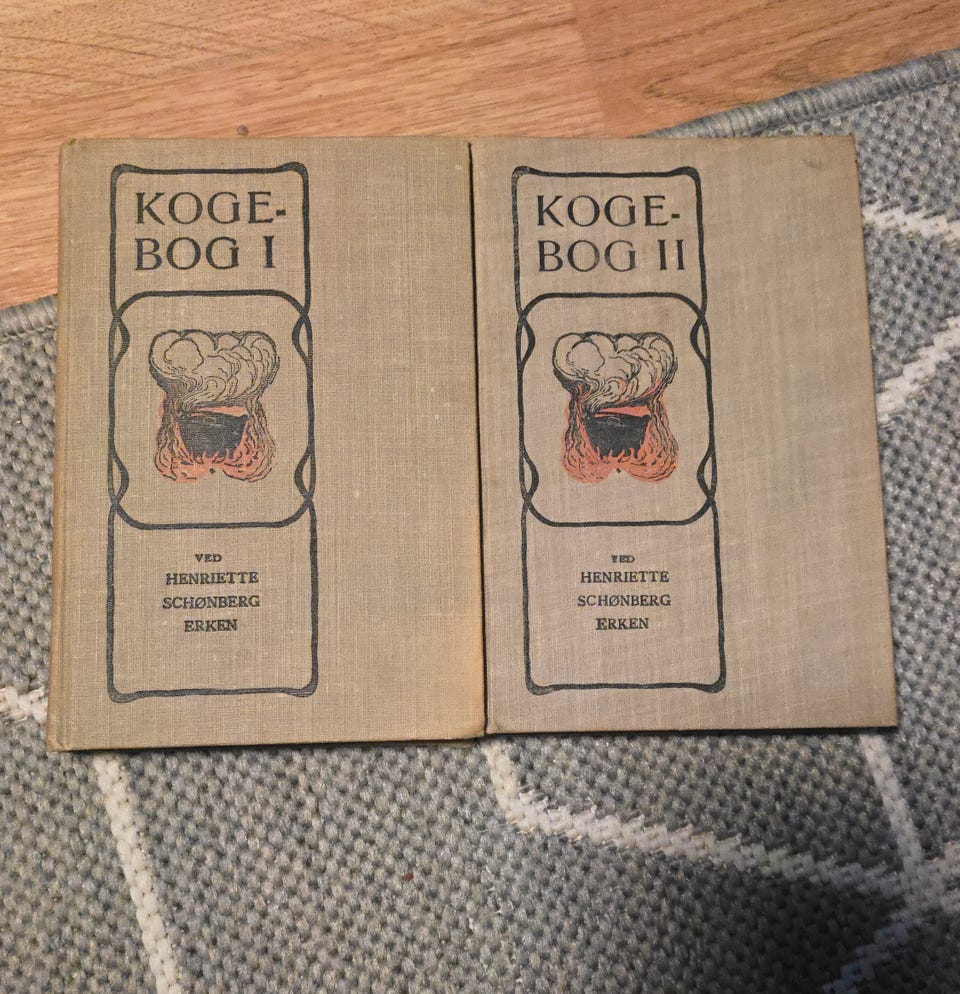 KOGE-
BOG I
VED
HENRIETTE
SCHØNBERG
ERKEN
KOGE-
BOG II
VED
HENRIETTE
SCHØNBERG
ERKEN